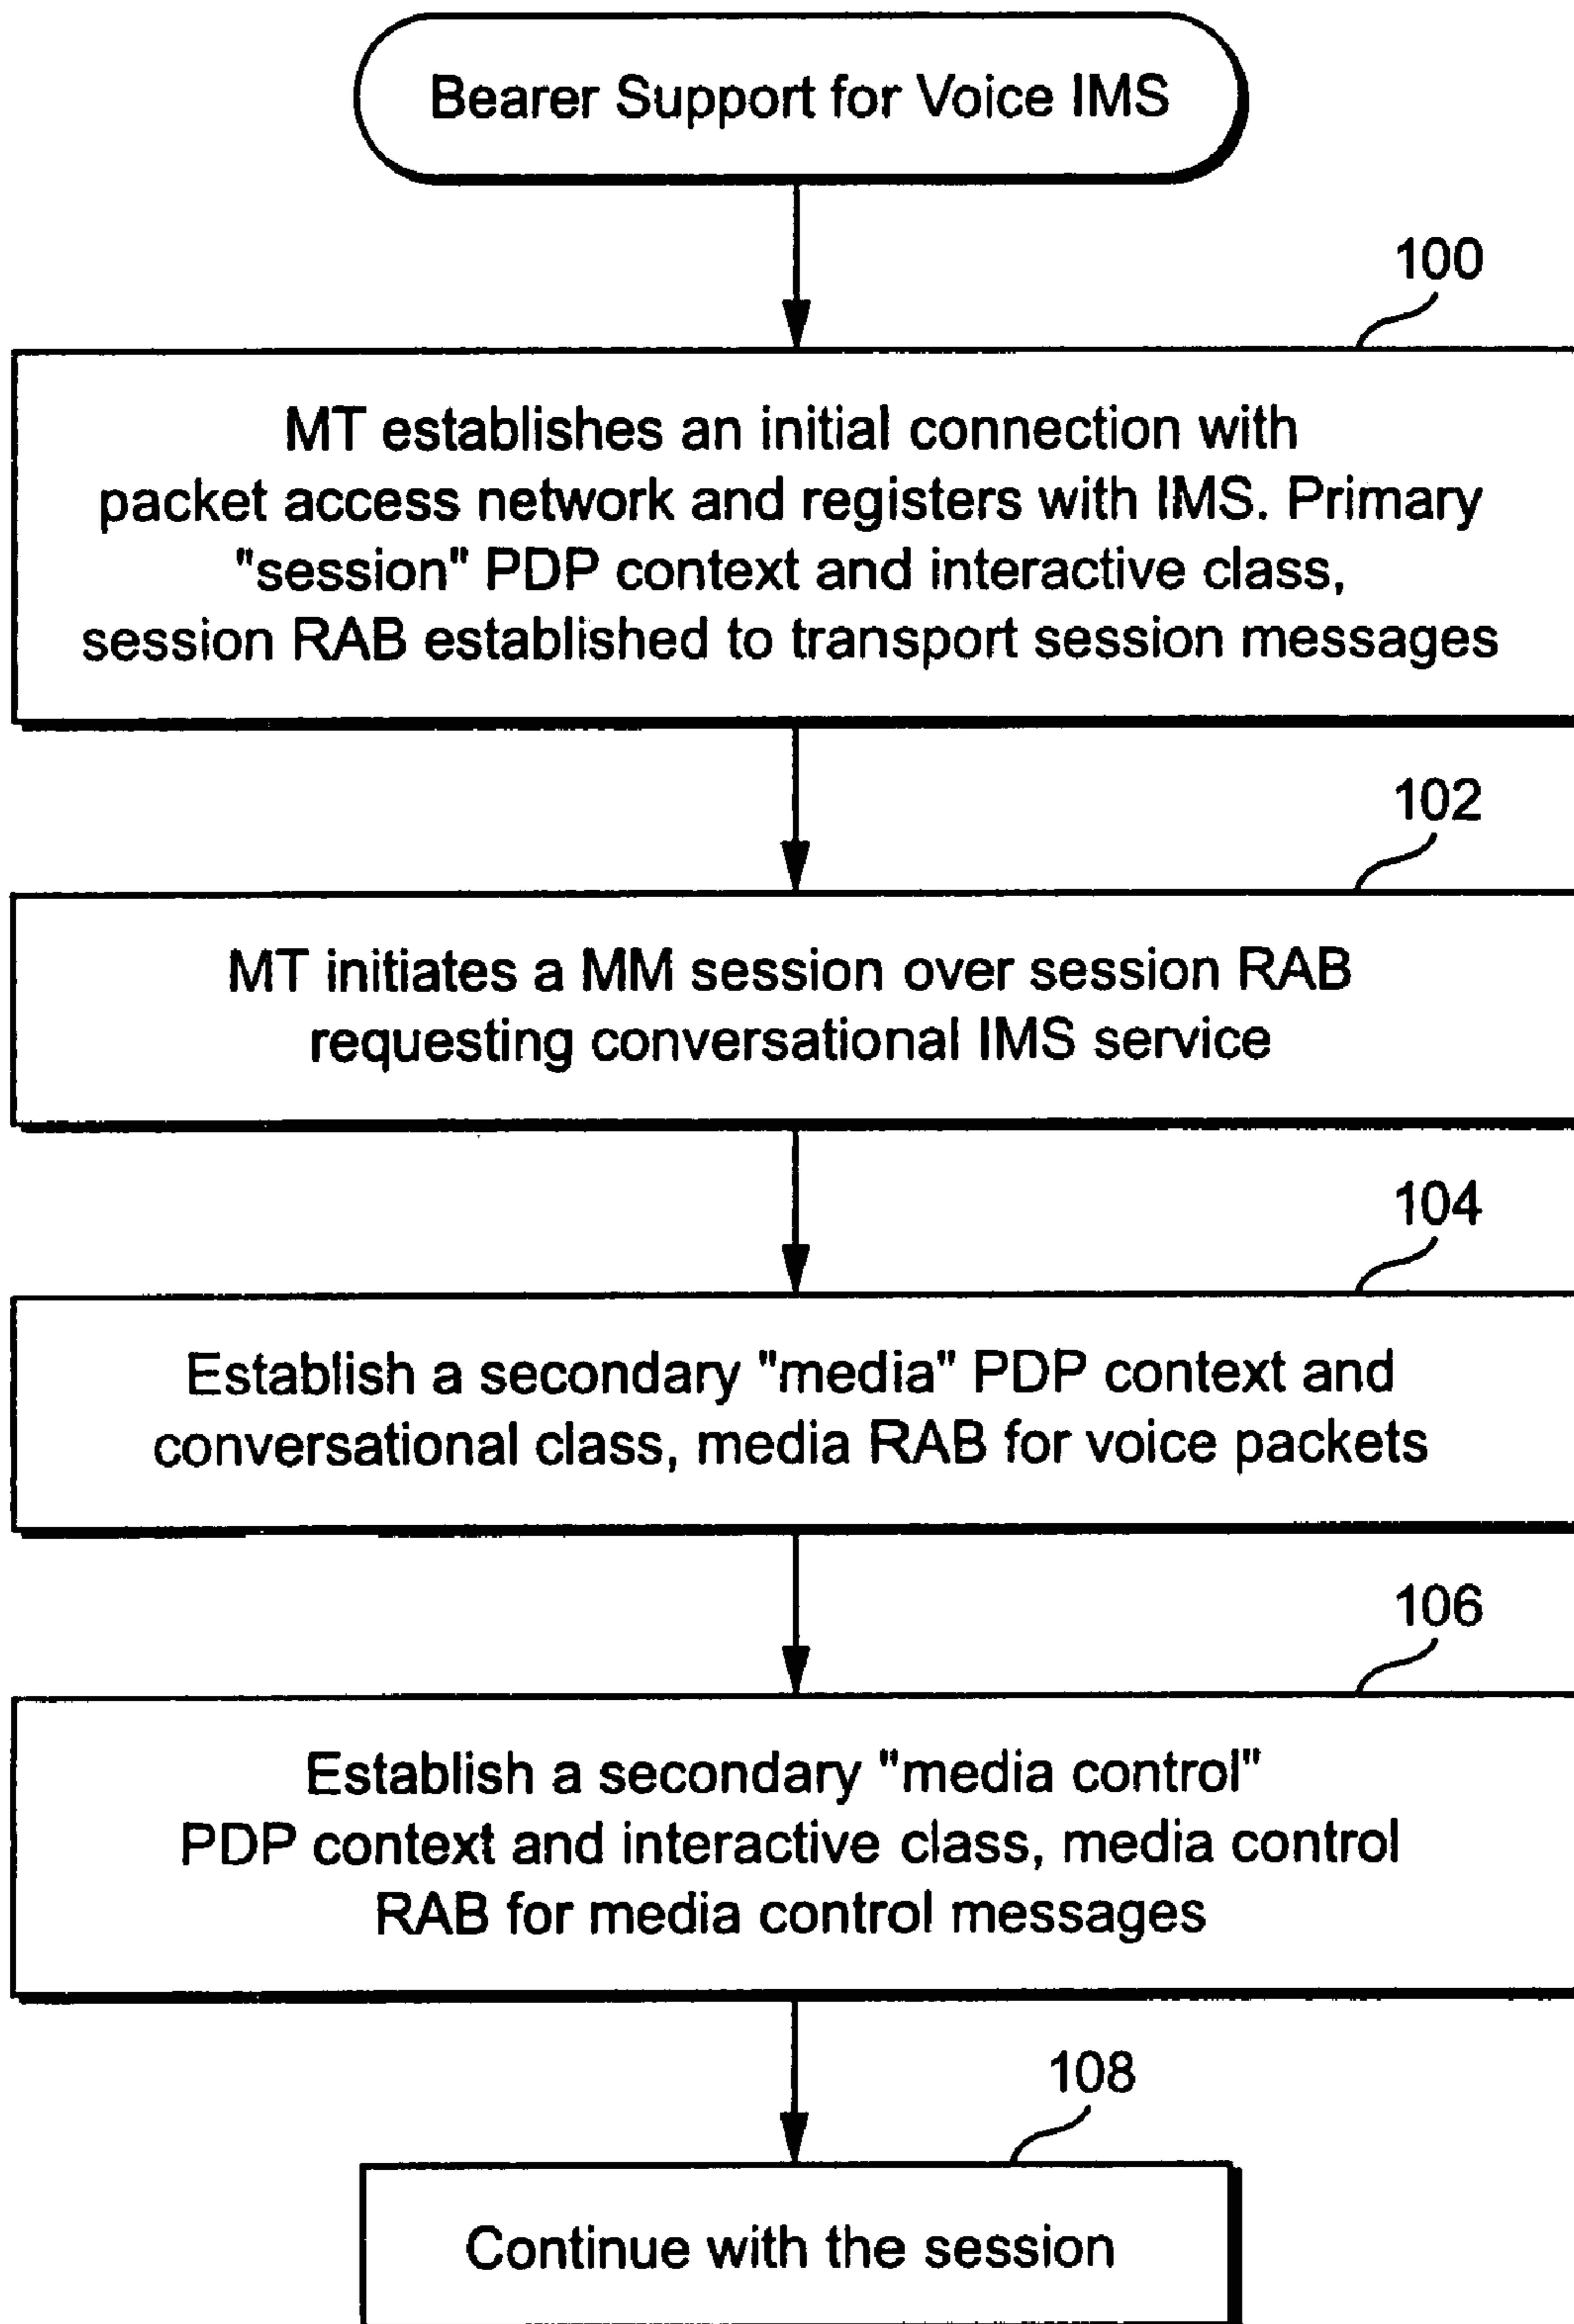 Bearer Support for Voice IMS
100
MT establishes an initial connection with
packet access network and registers with IMS. Primary
"session" PDP context and interactive class,
session RAB established to transport session messages
102
MT initiates a MM session over session RAB
requesting conversational IMS service
104
Establish a secondary "media" PDP context and
conversational class, media RAB for voice packets
106
Establish a secondary "media control"
PDP context and interactive class, media control
RAB for media control messages
108
Continue with the session